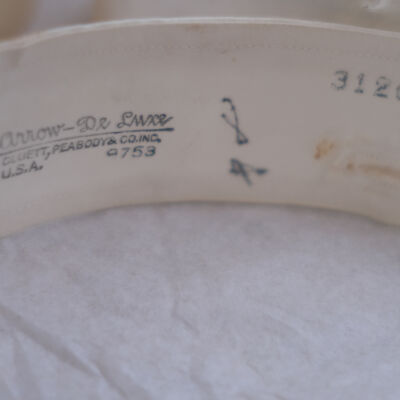 Arrow-De Luxe
CLUETT, PEABODY & CO. INC.
U.S.A. 9753
312